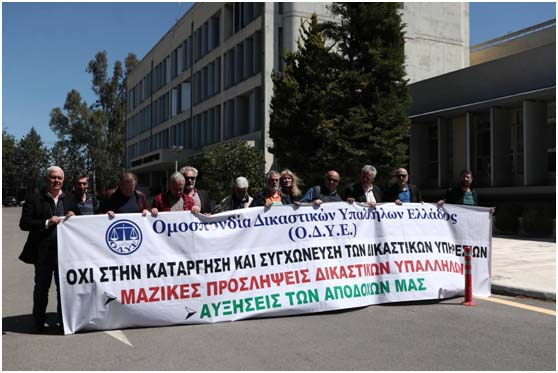 Ομοσπονδία Δικαστικών Υπαλλήλων Ελλάδος
(Ο.Δ.Υ.Ε.)
Ο.Δ.Υ.Ε.
ΟΧΙ ΣΤΗΝ ΚΑΤΑΡΓΗΣΗ ΚΑΙ ΣΥΓΧΩΝΕΥΣΗ ΤΩΝ ΔΙΚΑΣΤΙΚΩΝ ΥΠΗΡΕΣΙΩΝ
➤ΜΑΖΙΚΕΣ ΠΡΟΣΛΗΨΕΙΣ ΔΙΚΑΣΤΙΚΩΝ ΥΠΑΛΛΗΛΩΝ
➤ΑΥΞΗΣΕΙΣ ΤΩΝ ΑΠΟΔΟΧΩΝ ΜΑΣ